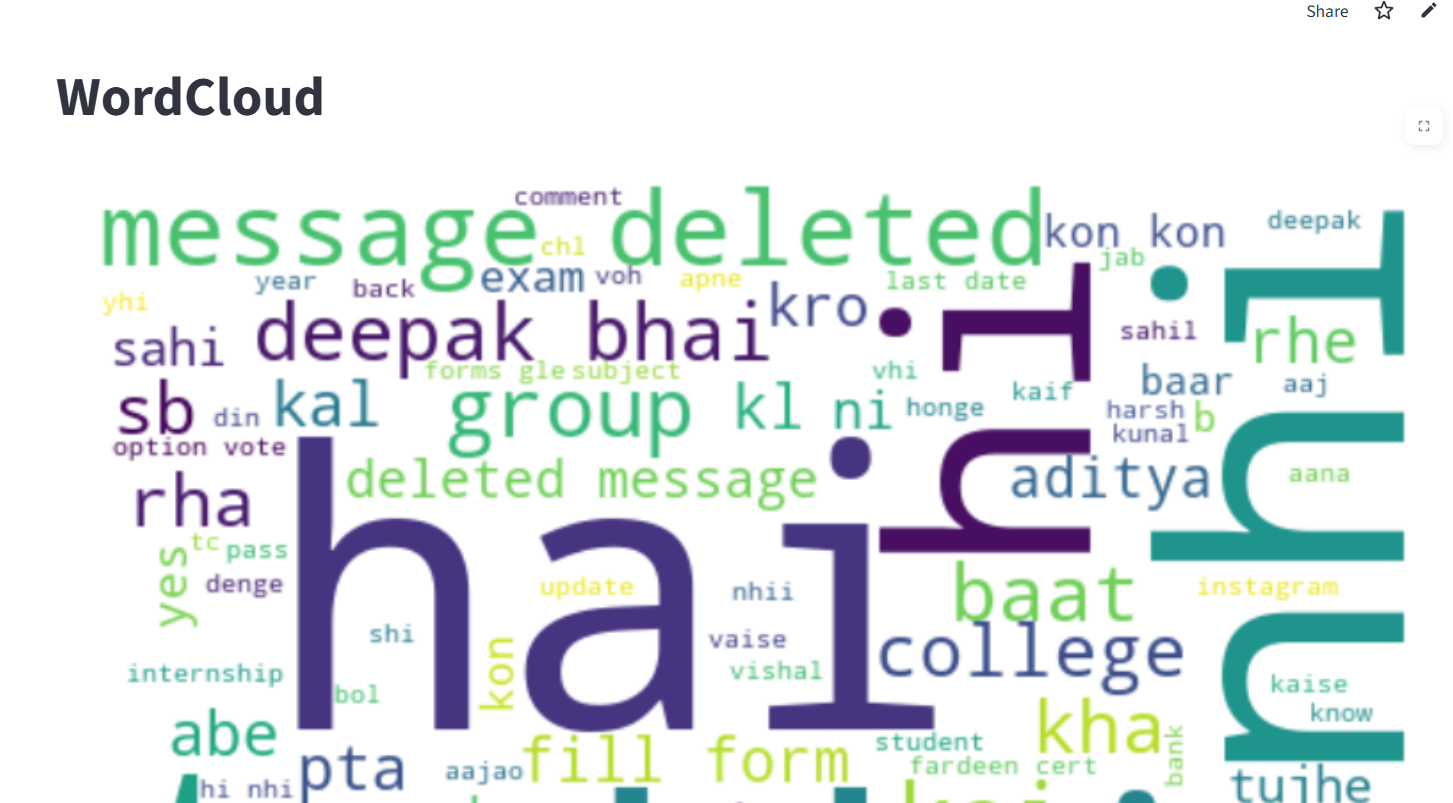 Share
WordCloud
comment
message deleted
kon kon
deepak
chl
jab
year
back
exam
voh
apne
last date
yhi
deepak bhai
kro
hi
nhi
sahi
sahil
rhe
forms gle
subject
vhi
sb
din
kal
group
kl
ni
honge
kaif
baar
aaj
harsh
b
kunal
option vote
deleted message
aditya
aana
rha
hai
yes
tc
pass
denge
update
nhii
baat
instagram
shi
kon
vaise
college
internship
bol
vishal
kaise
know
abe
kha
bank
pta
aajao
fill form
student
fardeen cert
hi nhi
tujhe